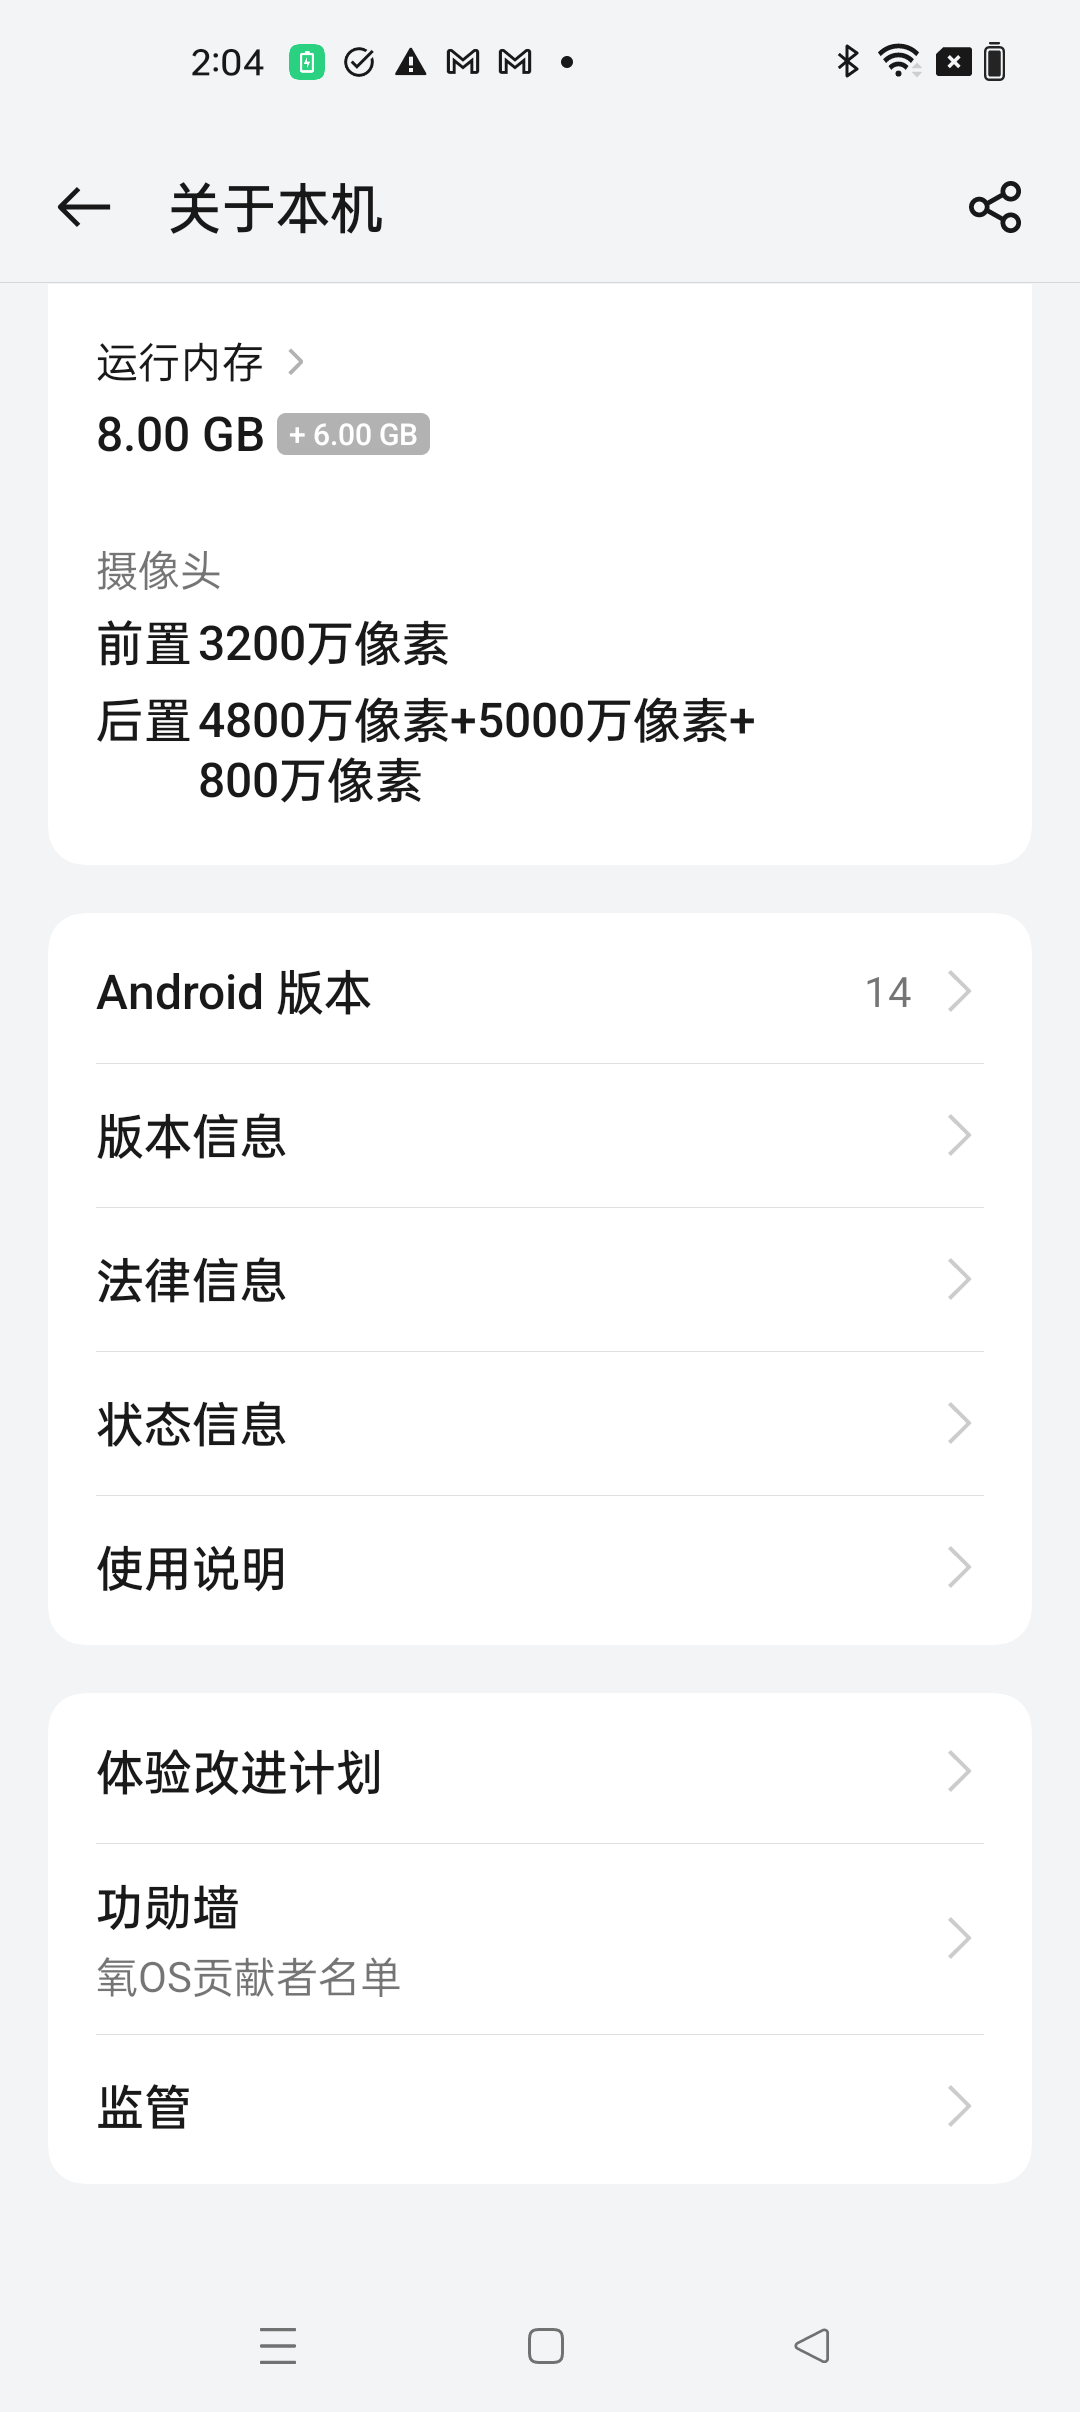 2:04
关于本机
运行内存
8.00 GB + 6.00 GB
摄像头
前置 3200万像素
后置 4800万像素+5000万像素+
800万像素
Android 版本 14
版本信息
法律信息
状态信息
使用说明
体验改进计划
功勋墙
氧OS贡献者名单
监管